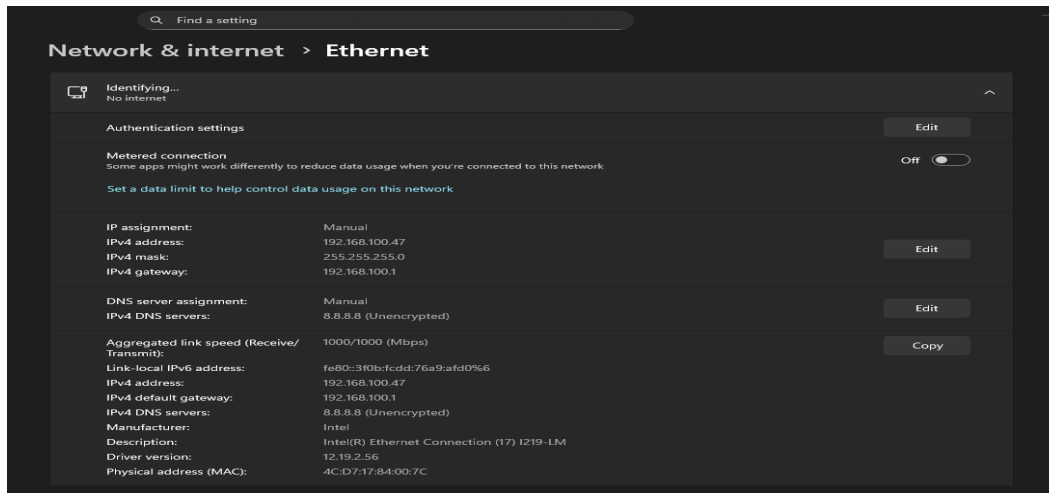 Find a setting
Network & internet > Ethernet
Identifying...
No internet
Authentication settings
Edit
Metered connection
Some apps might work differently to reduce data usage when you're connected to this network
Off
Set a data limit to help control data usage on this network
IP assignment: Manual
IPv4 address: 192.168.100.47
IPv4 mask: 255.255.255.0
IPv4 gateway: 192.168.100.1
Edit
DNS server assignment: Manual
IPv4 DNS servers: 8.8.8.8 (Unencrypted)
Edit
Aggregated link speed (Receive/ 1000/1000 (Mbps)
Transmit):
Copy
Link-local IPv6 address: fe80::3f0b:fcdd:76a9:afd0%6
IPv4 address: 192.168.100.47
IPv4 default gateway: 192.168.100.1
IPv4 DNS servers: 8.8.8.8 (Unencrypted)
Manufacturer: Intel
Description: Intel(R) Ethernet Connection (17) I219-LM
Driver version: 12.19.2.56
Physical address (MAC): 4C:D7:17:84:00:7C